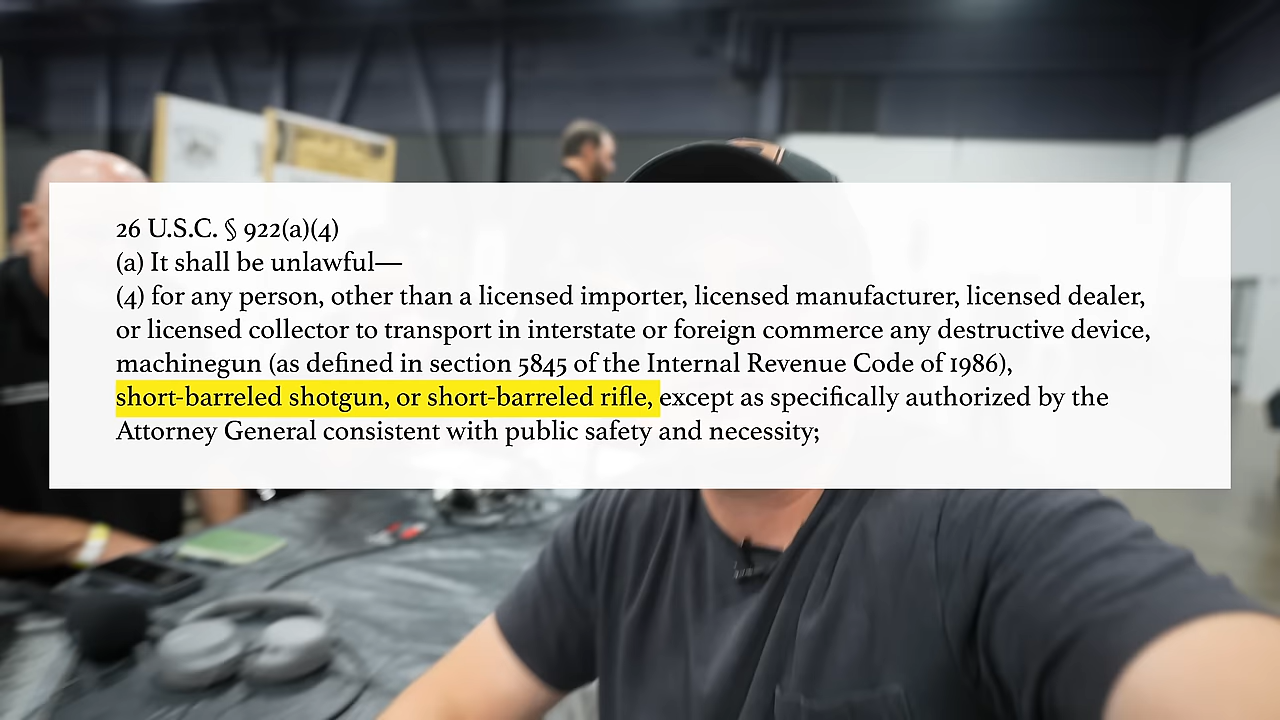 26 U.S.C. § 922(a)(4)
(a) It shall be unlawful—
(4) for any person, other than a licensed importer, licensed manufacturer, licensed dealer,
or licensed collector to transport in interstate or foreign commerce any destructive device,
machinegun (as defined in section 5845 of the Internal Revenue Code of 1986),
short-barreled shotgun, or short-barreled rifle, except as specifically authorized by the
Attorney General consistent with public safety and necessity;